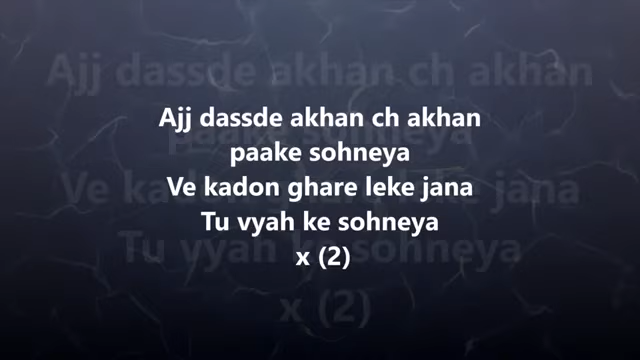 Ajj dassde akhan ch akhan
paake sohneya
Ve kadon ghare leke jana
Tu vyah ke sohneya
x (2)